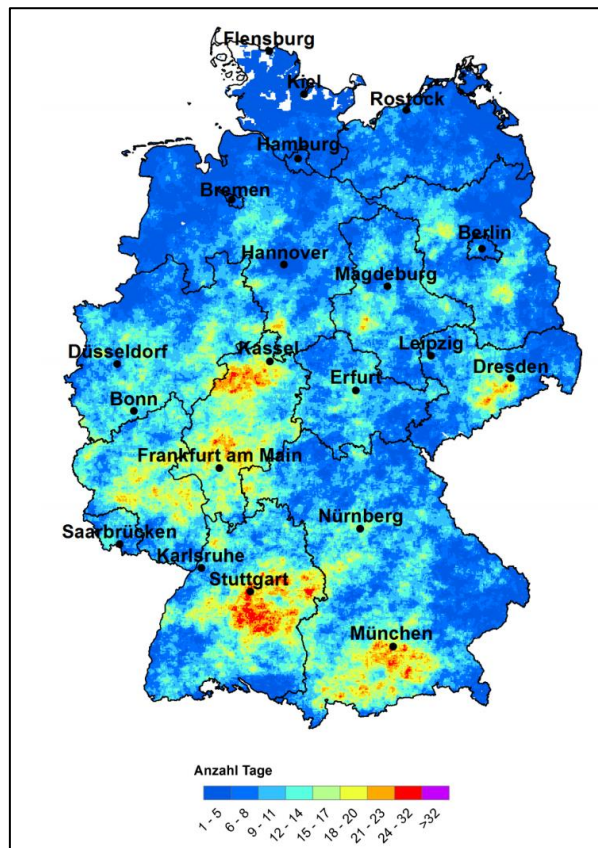 Flensburg
Kiel
Rostock
Hamburg
Bremen
Berlin
Hannover
Magdeburg
Kassel
Leipzig
Düsseldorf
Dresden
Erfurt
Bonn
Frankfurt am Main
Nürnberg
Saarbrücken
Karlsruhe
Stuttgart
München
Anzahl Tage
1 - 5
6 - 8
9 - 11
12 - 14
15 - 17
18 - 20
21 - 23
24 - 32
>32